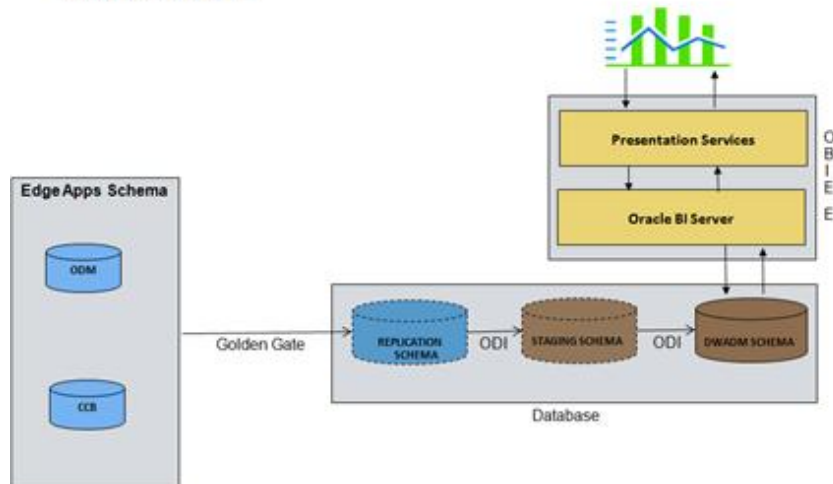 Presentation Services
Oracle BI Server
O
B
I
E
E
Edge Apps Schema
ODM
CCB
Golden Gate
REPLICATION
SCHEMA
ODI
STAGING SCHEMA
ODI
DWADM SCHEMA
Database